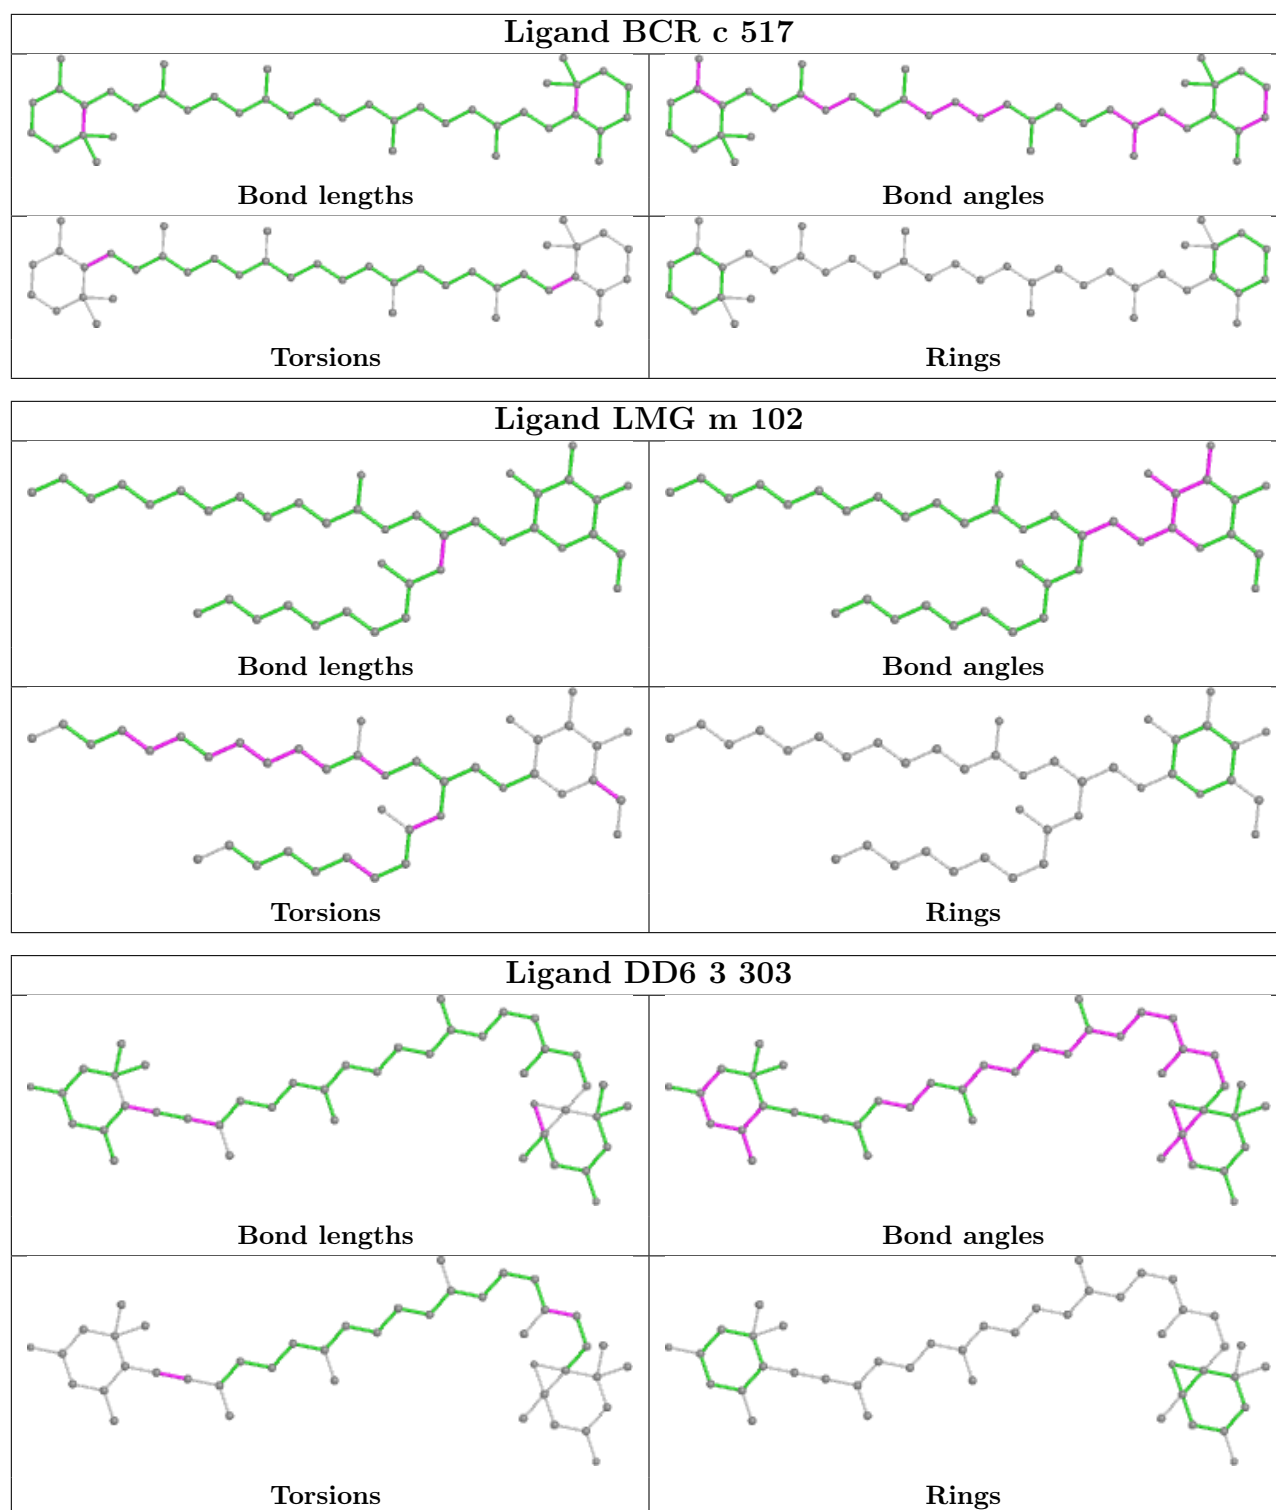 Ligand BCR c 517
Bond lengths
Bond angles
Torsions
Rings
Ligand LMG m 102
Bond lengths
Bond angles
Torsions
Rings
Ligand DD6 3 303
Bond lengths
Bond angles
Torsions
Rings